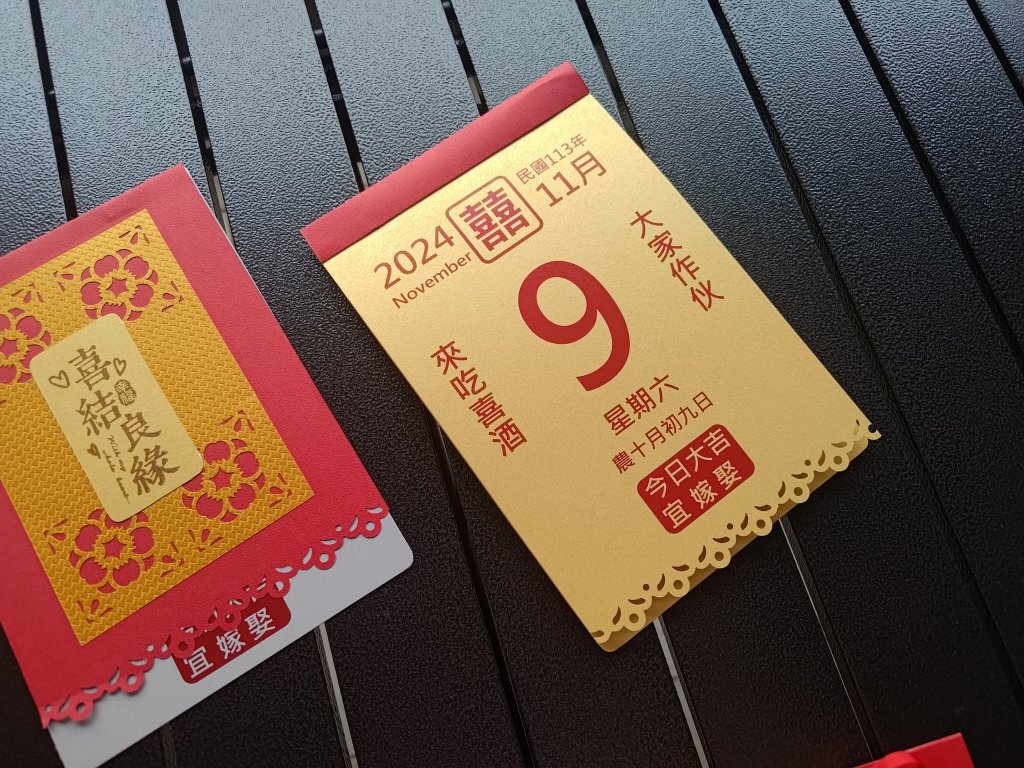 喜結良緣
宜嫁娶
2024
November
囍
民國113年
11月
大家作伙
來吃喜酒
9
星期六
農十月初九日
今日大吉
宜嫁娶